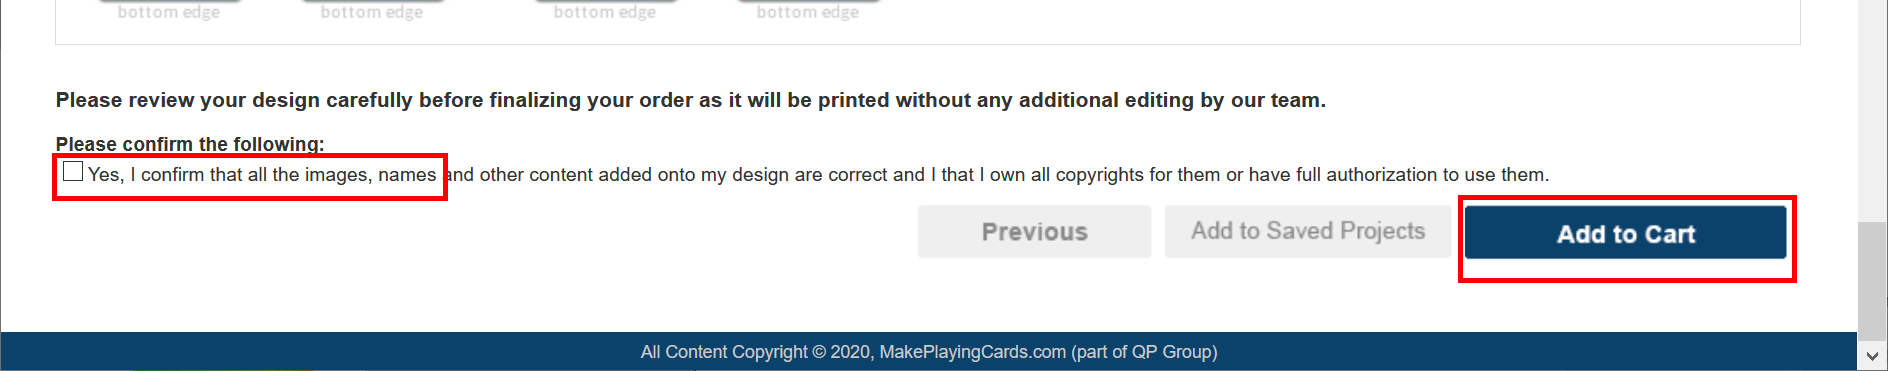 bottom edge bottom edge bottom edge bottom edge
Please review your design carefully before finalizing your order as it will be printed without any additional editing by our team.
Please confirm the following:
Yes, I confirm that all the images, names and other content added onto my design are correct and I that I own all copyrights for them or have full authorization to use them.
Previous Add to Saved Projects Add to Cart
All Content Copyright © 2020, MakePlayingCards.com (part of QP Group)